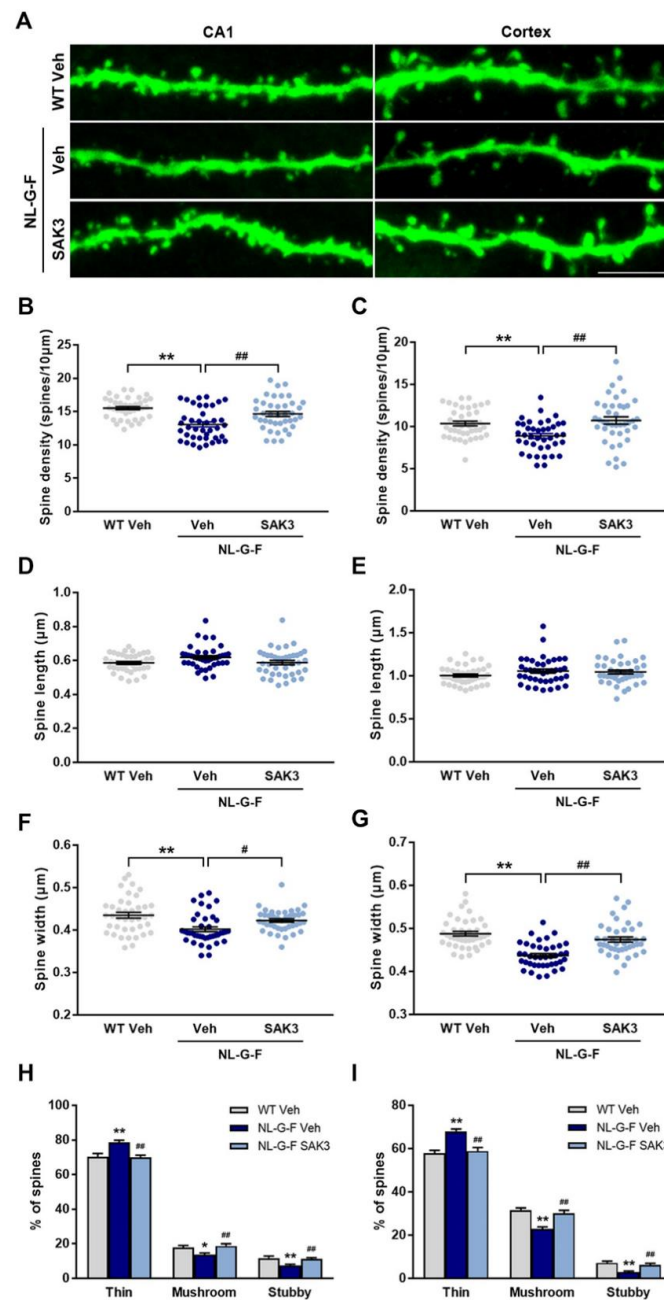 A
CA1 Cortex
WT Veh
NL-G-F
Veh
SAK3
B
Spine density (spines/10µm)
25
20
15
10
5
0
** ##
WT Veh Veh SAK3
NL-G-F
C
Spine density (spines/10µm)
20
15
10
5
0
** ##
WT Veh Veh SAK3
NL-G-F
D
Spine length (µm)
1.0
0.8
0.6
0.4
0.2
0.0
WT Veh Veh SAK3
NL-G-F
E
Spine length (µm)
2.0
1.5
1.0
0.5
0.0
WT Veh Veh SAK3
NL-G-F
F
Spine width (µm)
0.6
0.5
0.4
0.3
0.2
** #
WT Veh Veh SAK3
NL-G-F
G
Spine width (µm)
0.7
0.6
0.5
0.4
0.3
** ##
WT Veh Veh SAK3
NL-G-F
H
% of spines
100
80
60
40
20
0
WT Veh
NL-G-F Veh
NL-G-F SAK3
** ##
* ##
** ##
Thin Mushroom Stubby
I
% of spines
80
60
40
20
0
WT Veh
NL-G-F Veh
NL-G-F SAK3
** ##
** ##
** ##
Thin Mushroom Stubby